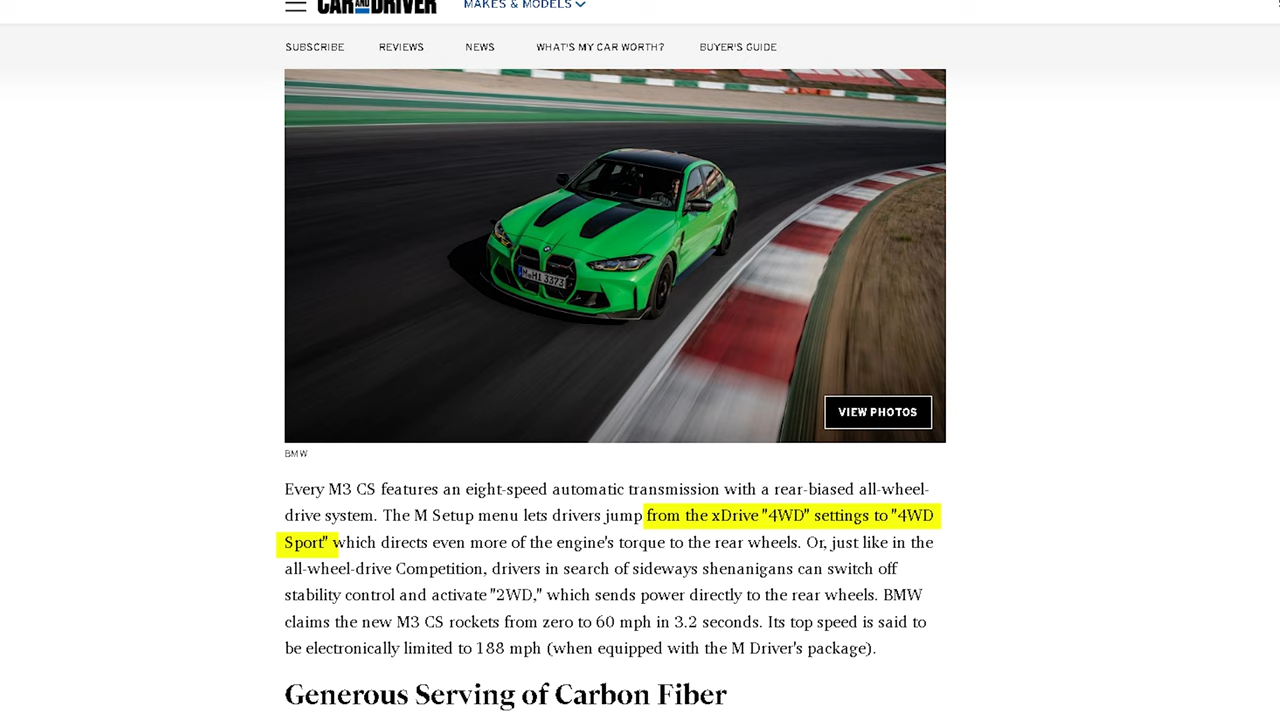 CAR AND DRIVER
MAKES & MODELS
SUBSCRIBE
REVIEWS
NEWS
WHAT'S MY CAR WORTH?
BUYER'S GUIDE
M HI 3373
VIEW PHOTOS
BMW
Every M3 CS features an eight-speed automatic transmission with a rear-biased all-wheel-
drive system. The M Setup menu lets drivers jump from the xDrive "4WD" settings to "4WD
Sport" which directs even more of the engine's torque to the rear wheels. Or, just like in the
all-wheel-drive Competition, drivers in search of sideways shenanigans can switch off
stability control and activate "2WD," which sends power directly to the rear wheels. BMW
claims the new M3 CS rockets from zero to 60 mph in 3.2 seconds. Its top speed is said to
be electronically limited to 188 mph (when equipped with the M Driver's package).
Generous Serving of Carbon Fiber